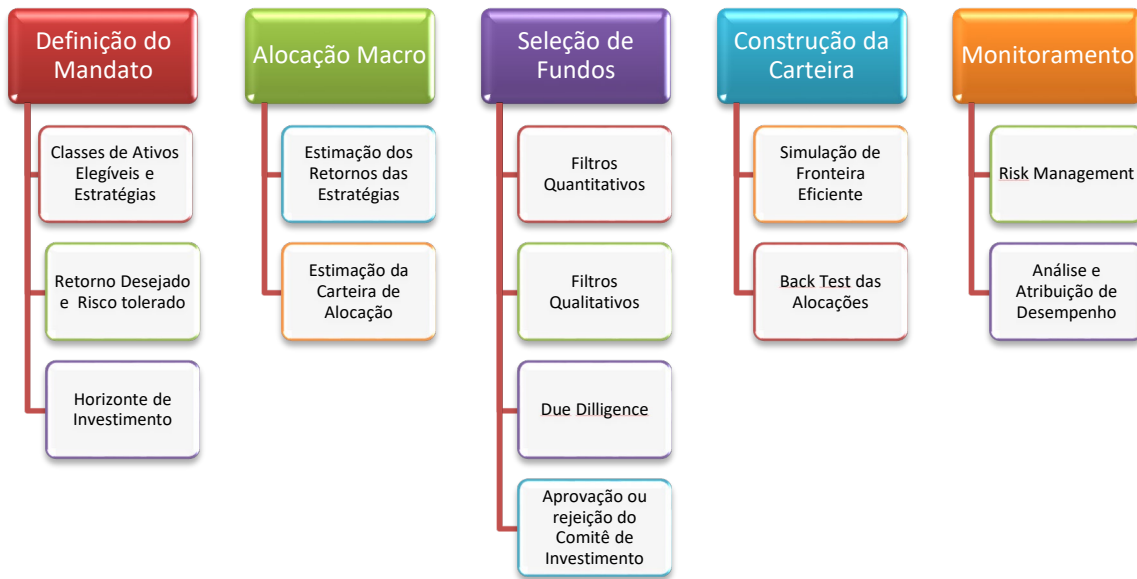 Definição do
Mandato
Classes de Ativos
Elegíveis e
Estratégias
Retorno Desejado
e Risco tolerado
Horizonte de
Investimento
Alocação Macro
Estimação dos
Retornos das
Estratégias
Estimação da
Carteira de
Alocação
Seleção de
Fundos
Filtros
Quantitativos
Filtros
Qualitativos
Due Dilligence
Aprovação ou
rejeição do
Comitê de
Investimento
Construção da
Carteira
Simulação de
Fronteira
Eficiente
Back Test das
Alocações
Monitoramento
Risk Management
Análise e
Atribuição de
Desempenho